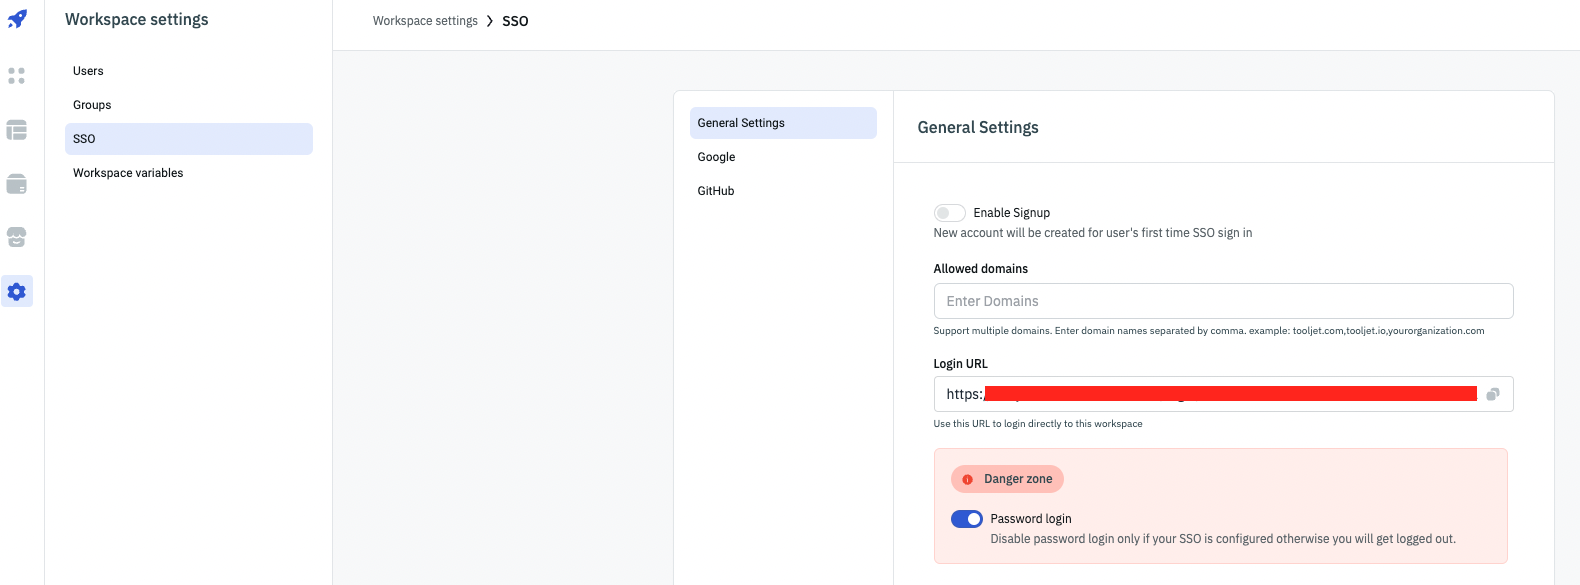 Workspace settings
Users
Groups
SSO
Workspace variables
Workspace settings > SSO
General Settings
Google
GitHub
General Settings
Enable Signup
New account will be created for user's first time SSO sign in
Allowed domains
Enter Domains
Support multiple domains. Enter domain names separated by comma. example: tooljet.com,tooljet.io,yourorganization.com
Login URL
https:/
Use this URL to login directly to this workspace
Danger zone
Password login
Disable password login only if your SSO is configured otherwise you will get logged out.